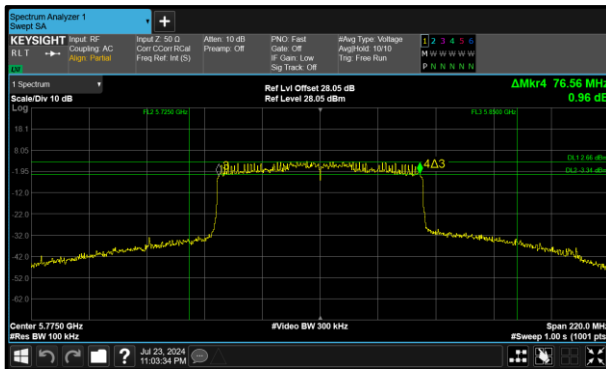 Spectrum Analyzer 1
Swept SA
KEYSIGHT
RLT
Input: RF
Coupling: AC
Align: Partial
Input Z: 50 Ω
Corr CCorr RCal
Freq Ref: Int (S)
Atten: 10 dB
Preamp: Off
PNO: Fast
Gate: Off
IF Gain: Low
Sig Track: Off
#Avg Type: Voltage
Avg|Hold: 10/10
Trig: Free Run
1 2 3 4 5 6
M W W W W W
P N N N N N
1 Spectrum
Scale/Div 10 dB
Ref Lvl Offset 28.05 dB
Ref Level 28.05 dBm
ΔMkr4 76.56 MHz
0.96 dB
Log
FL2 5.7250 GHz
FL3 5.8500 GHz
18.1
8.05
-1.95
-12.0
-22.0
-32.0
-42.0
-52.0
-62.0
3
4Δ3
DL1 2.66 dBm
DL2 -3.34 dBm
Center 5.7750 GHz
#Res BW 100 kHz
#Video BW 300 kHz
Span 220.0 MHz
#Sweep 1.00 s (1001 pts)
?
Jul 23, 2024
11:03:34 PM